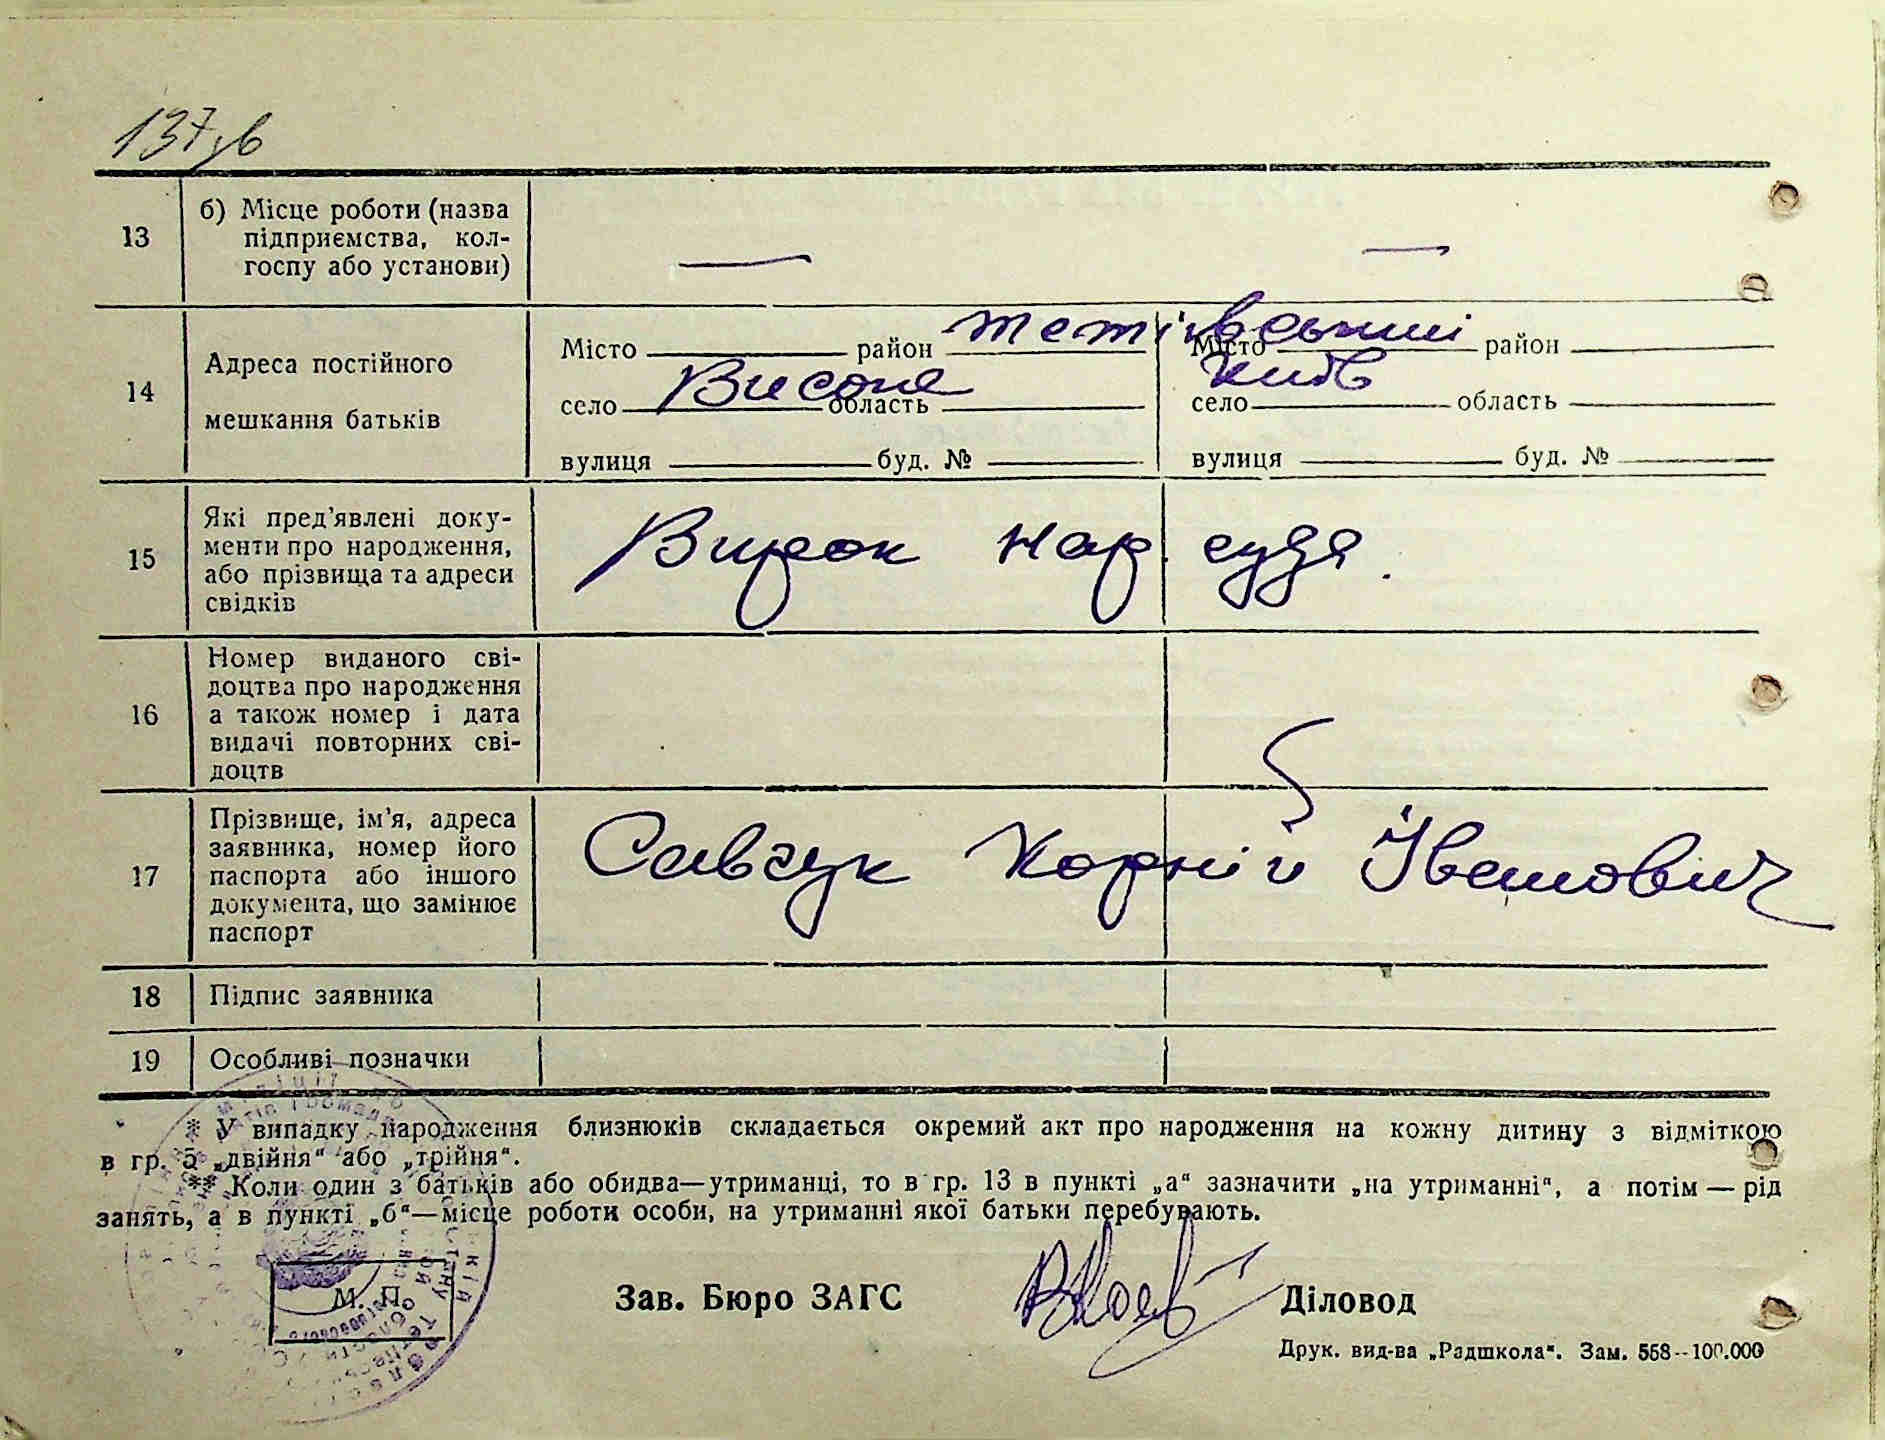 137 зв
13
б) Місце роботи (назва
підприємства, кол-
госпу або установи)
— —
14
Адреса постійного
мешкання батьків
Місто район Тетіївський
село Високе область Київ
вулиця буд. №
Місто район
село область
вулиця буд. №
15
Які пред'явлені доку-
менти про народження,
або прізвища та адреси
свідків
Вирок нар суда.
16
Номер виданого сві-
доцтва про народження
а також номер і дата
видачі повторних сві-
доцтв
17
Прізвище, ім'я, адреса
заявника, номер його
паспорта або іншого
документа, що замінює
паспорт
Савчук Корній Іванович
18
Підпис заявника
19
Особливі позначки
* У випадку народження близнюків складається окремий акт про народження на кожну дитину з відміткою
в гр. 5 „двійня“ або „трійня“.
** Коли один з батьків або обидва—утриманці, то в гр. 13 в пункті „а“ зазначити „на утриманні“, а потім — рід
занять, а в пункті „б“—місце роботи особи, на утриманні якої батьки перебувають.
М. П.
Зав. Бюро ЗАГС Діловод
Друк. вид-ва „Радшкола“. Зам. 558—100.000